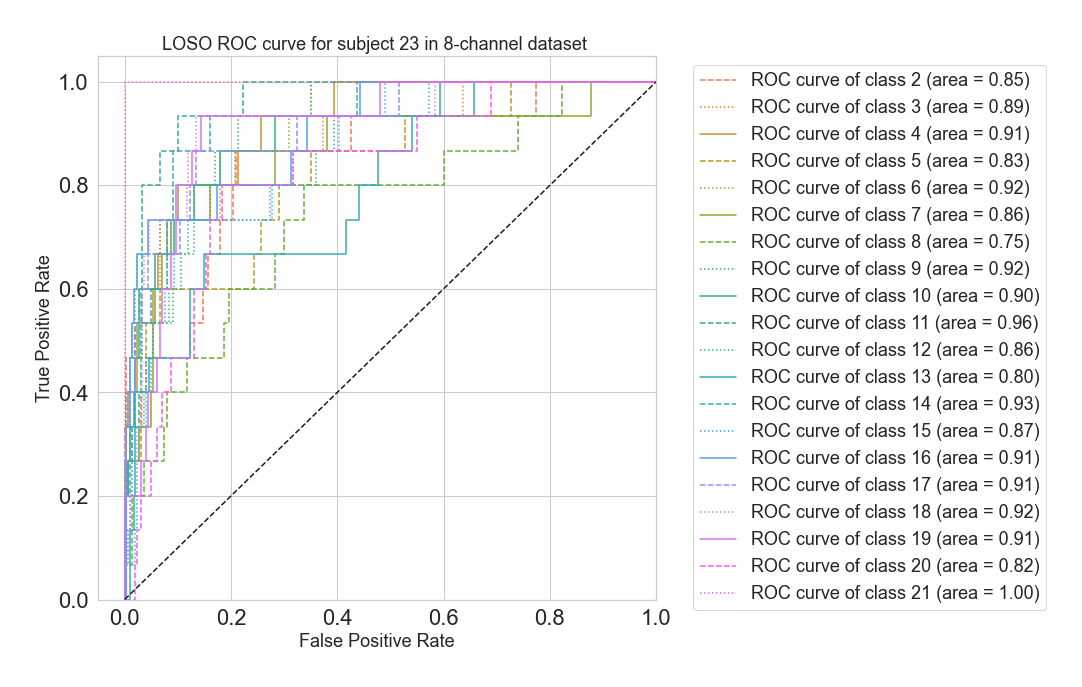 LOSO ROC curve for subject 23 in 8-channel dataset
True Positive Rate
1.0
0.8
0.6
0.4
0.2
0.0
0.0 0.2 0.4 0.6 0.8 1.0
False Positive Rate
ROC curve of class 2 (area = 0.85)
ROC curve of class 3 (area = 0.89)
ROC curve of class 4 (area = 0.91)
ROC curve of class 5 (area = 0.83)
ROC curve of class 6 (area = 0.92)
ROC curve of class 7 (area = 0.86)
ROC curve of class 8 (area = 0.75)
ROC curve of class 9 (area = 0.92)
ROC curve of class 10 (area = 0.90)
ROC curve of class 11 (area = 0.96)
ROC curve of class 12 (area = 0.86)
ROC curve of class 13 (area = 0.80)
ROC curve of class 14 (area = 0.93)
ROC curve of class 15 (area = 0.87)
ROC curve of class 16 (area = 0.91)
ROC curve of class 17 (area = 0.91)
ROC curve of class 18 (area = 0.92)
ROC curve of class 19 (area = 0.91)
ROC curve of class 20 (area = 0.82)
ROC curve of class 21 (area = 1.00)